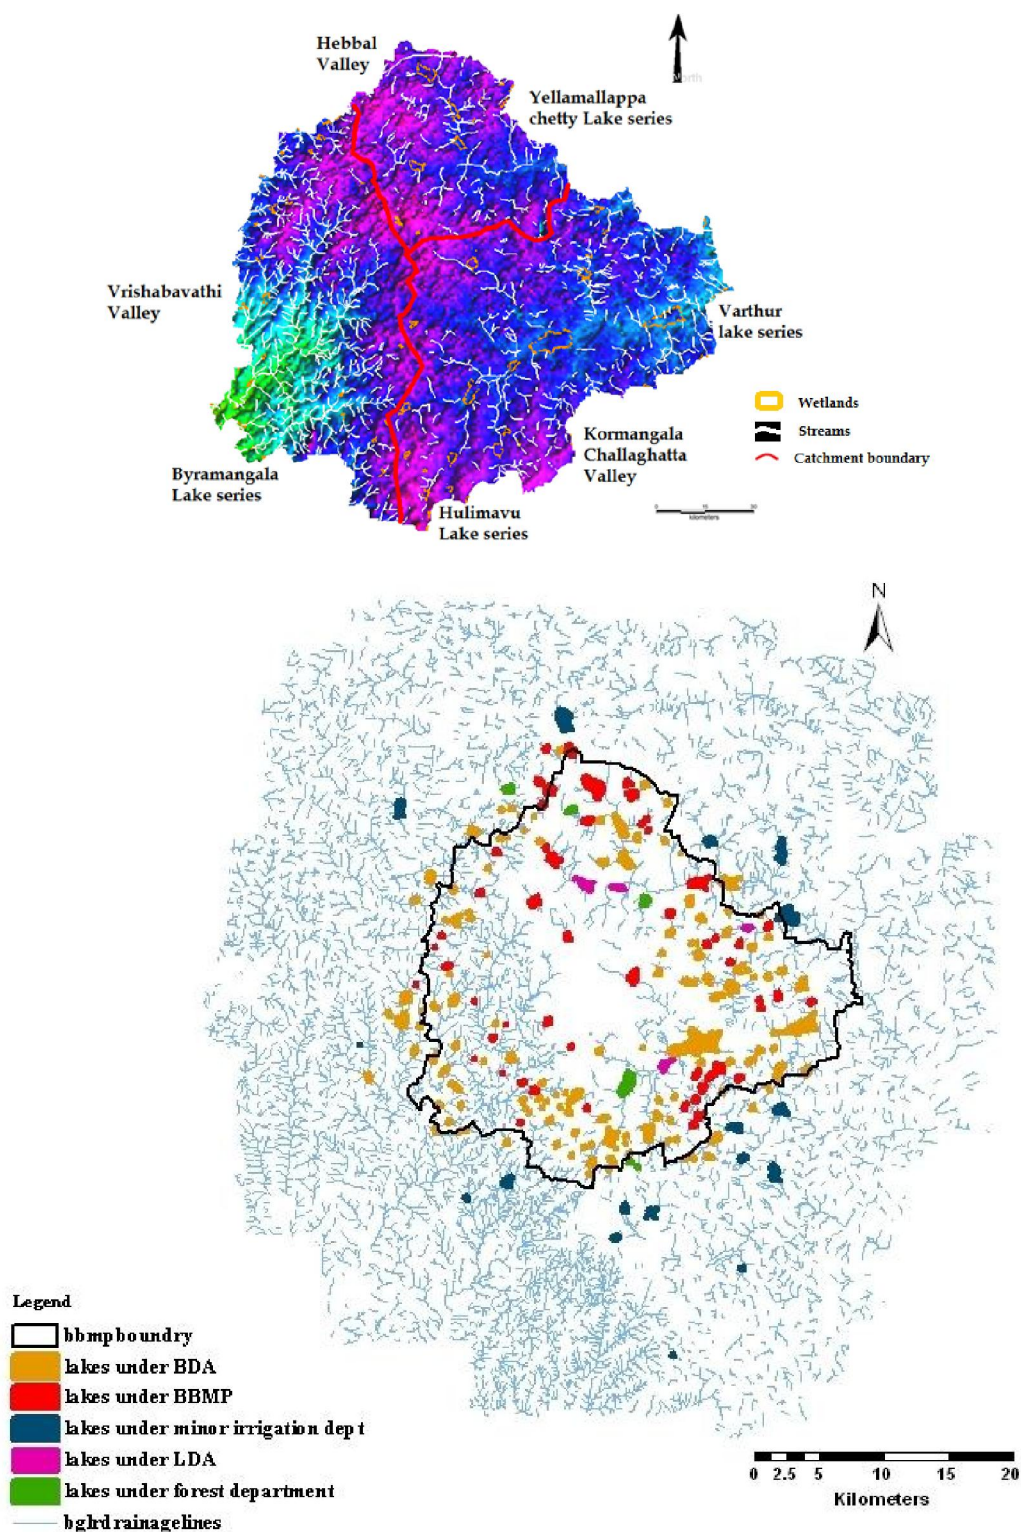 Hebbal
Valley
North
Yellamallappa
chetty Lake series
Vrishabavathi
Valley
Varthur
lake series
Wetlands
Streams
Catchment boundary
Kormangala
Challaghatta
Valley
Byramangala
Lake series
Hulimavu
Lake series
kilometers
N
Legend
bbmpboundry
lakes under BDA
lakes under BBMP
lakes under minor irrigation dept
lakes under LDA
lakes under forest department
bglrdrainagelines
0 2.5 5 10 15 20
Kilometers